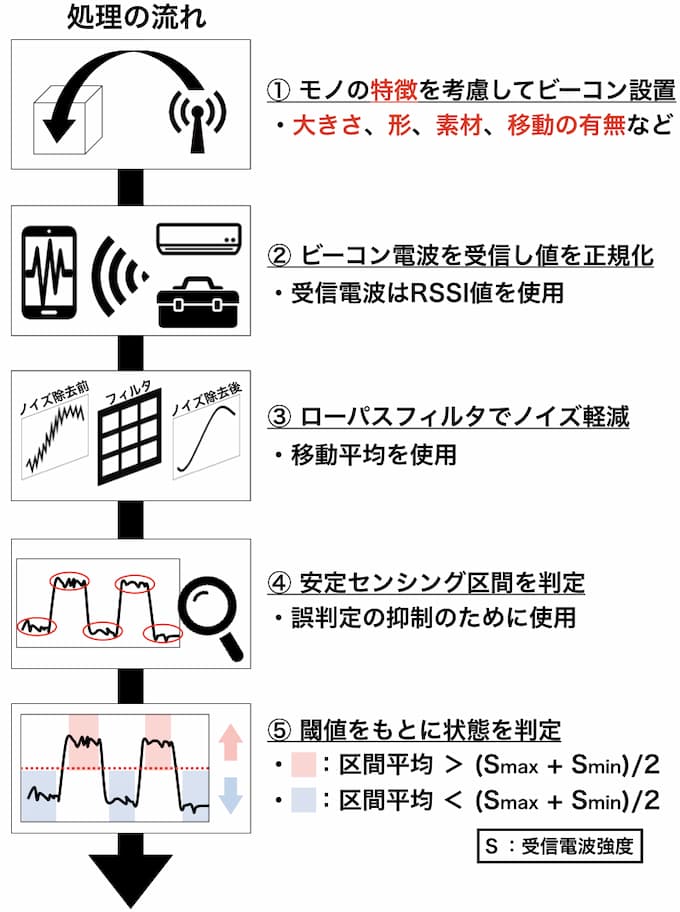 処理の流れ
① モノの特徴を考慮してビーコン設置
・大きさ、形、素材、移動の有無など
② ビーコン電波を受信し値を正規化
・受信電波はRSSI値を使用
ノイズ除去前
フィルタ
ノイズ除去後
③ ローパスフィルタでノイズ軽減
・移動平均を使用
④ 安定センシング区間を判定
・誤判定の抑制のために使用
⑤ 閾値をもとに状態を判定
・：区間平均 ＞ (Smax + Smin)/2
・：区間平均 ＜ (Smax + Smin)/2
S ：受信電波強度